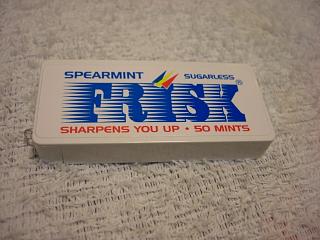 SPEARMINT SUGARLESS
FRISK®
SHARPENS YOU UP • 50 MINTS